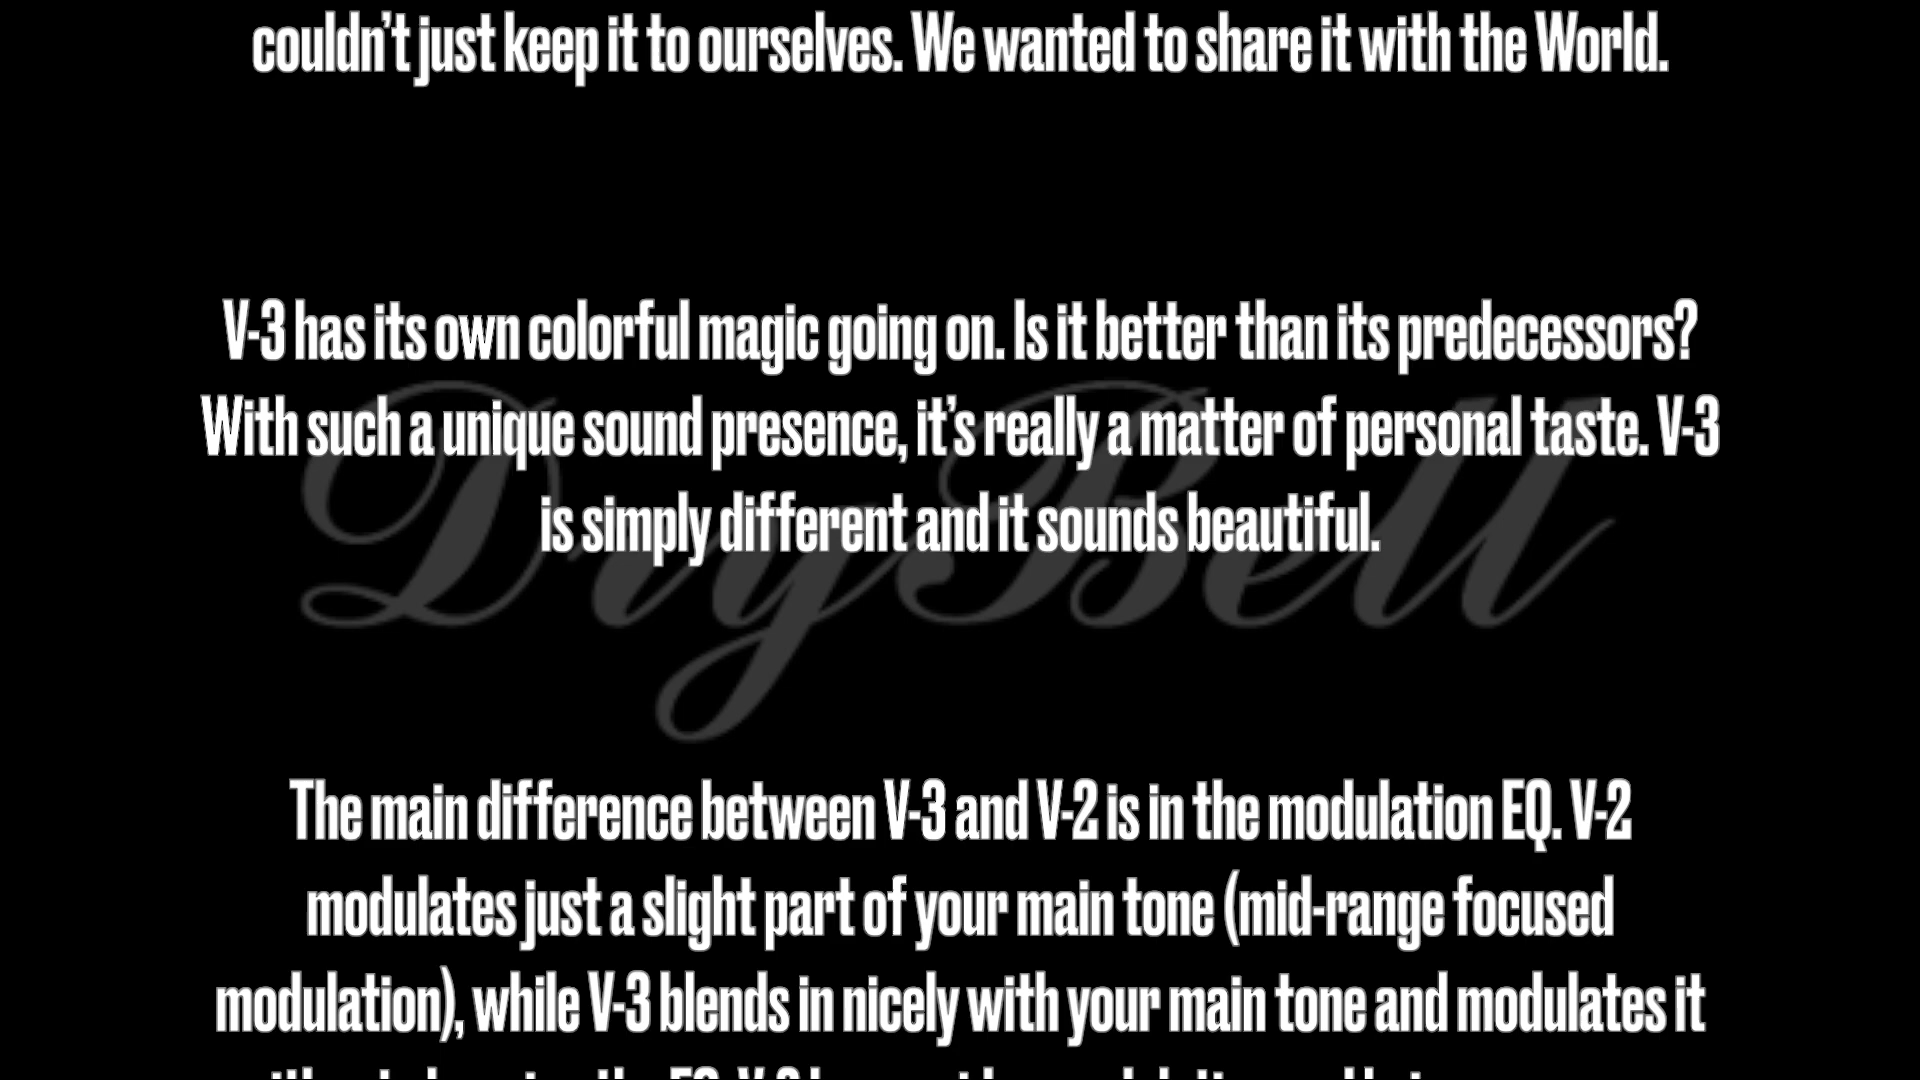 couldn’t just keep it to ourselves. We wanted to share it with the World.
V-3 has its own colorful magic going on. Is it better than its predecessors?
With such a unique sound presence, it’s really a matter of personal taste. V-3
is simply different and it sounds beautiful.
DryBell
The main difference between V-3 and V-2 is in the modulation EQ. V-2
modulates just a slight part of your main tone (mid-range focused
modulation), while V-3 blends in nicely with your main tone and modulates it